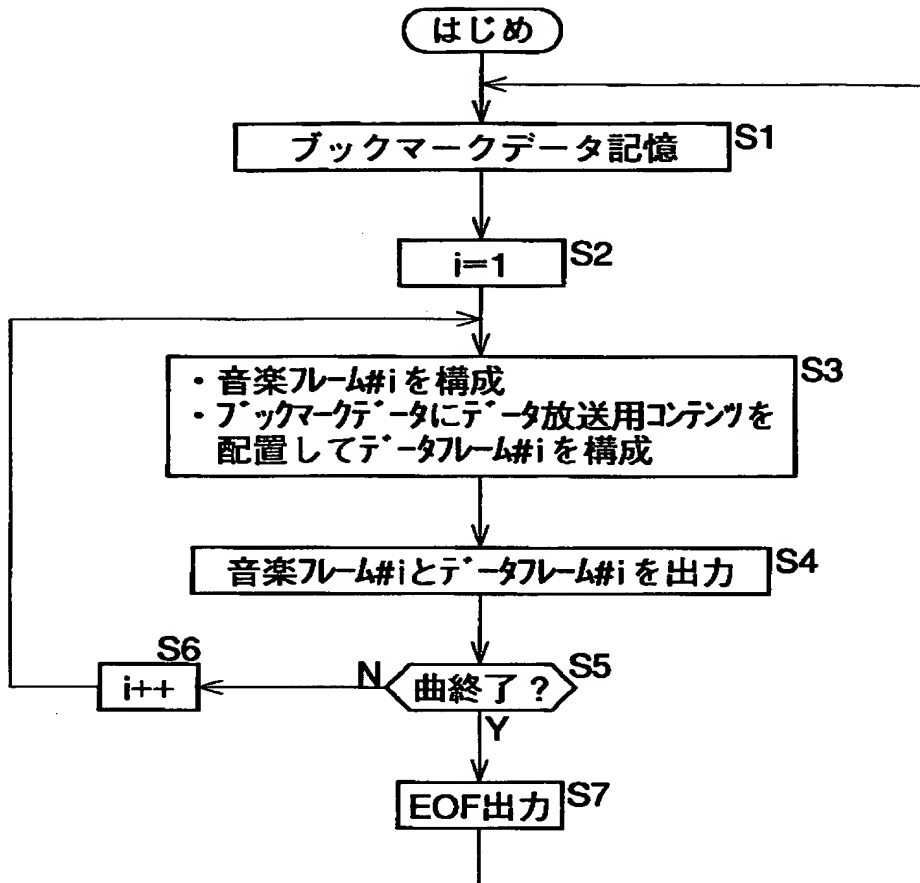 はじめ
ブックマークデータ記憶 S1
i=1 S2
・音楽フレーム#iを構成 S3
・ブックマークデータにデータ放送用コンテンツを
配置してデータフレーム#iを構成
音楽フレーム#iとデータフレーム#iを出力 S4
S6
i++
N
曲終了? S5
Y
EOF出力 S7